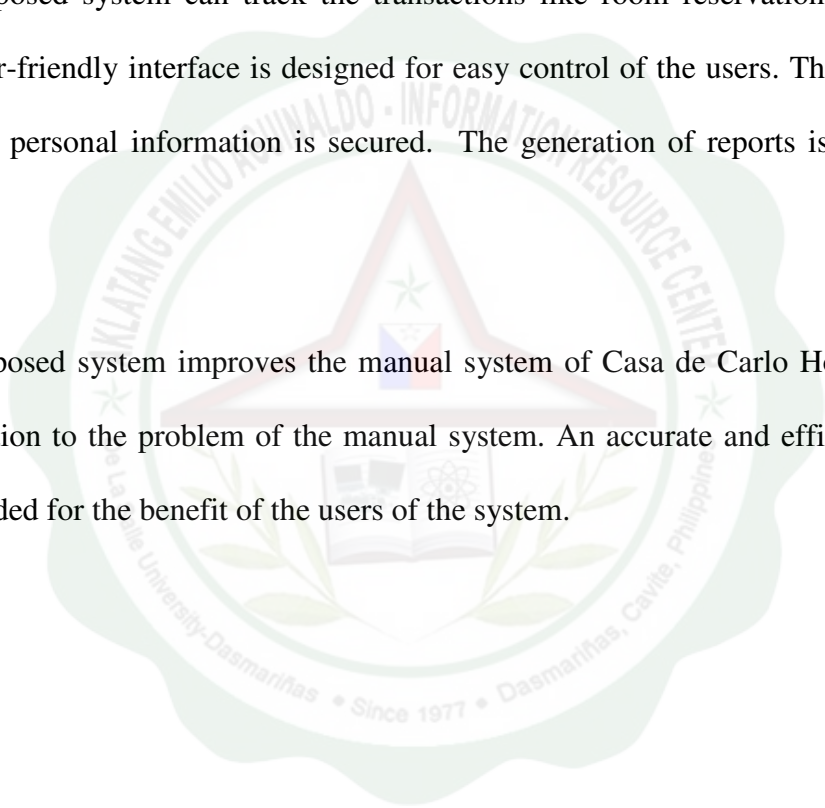 posed system can track the transactions like room reservation
r-friendly interface is designed for easy control of the users. Th
personal information is secured. The generation of reports is
posed system improves the manual system of Casa de Carlo H
tion to the problem of the manual system. An accurate and effi
ded for the benefit of the users of the system.
AKLATANG EMILIO AGUINALDO - INFORMATION RESOURCE CENTER
De La Salle University-Dasmariñas • Since 1977 • Dasmariñas, Cavite, Philippines